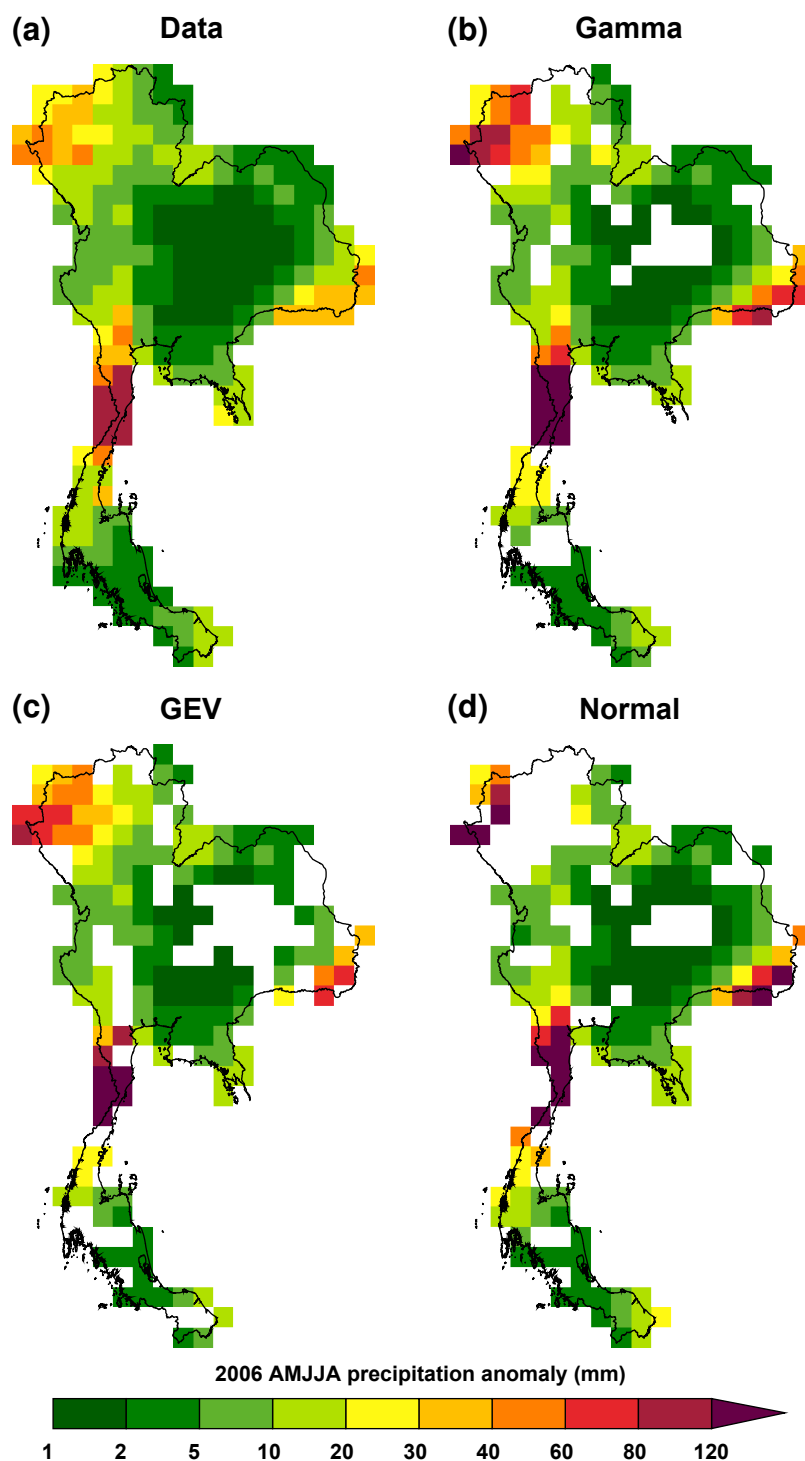 (a) Data
(b) Gamma
(c) GEV
(d) Normal
2006 AMJJA precipitation anomaly (mm)
1 2 5 10 20 30 40 60 80 120